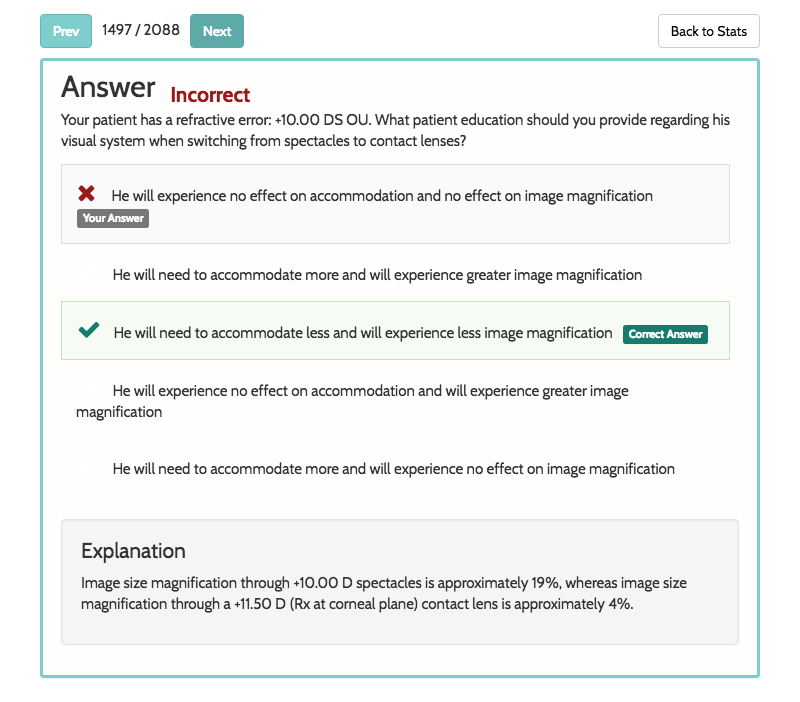 Prev 1497 / 2088 Next Back to Stats
Answer Incorrect
Your patient has a refractive error: +10.00 DS OU. What patient education should you provide regarding his
visual system when switching from spectacles to contact lenses?
He will experience no effect on accommodation and no effect on image magnification
Your Answer
He will need to accommodate more and will experience greater image magnification
He will need to accommodate less and will experience less image magnification Correct Answer
He will experience no effect on accommodation and will experience greater image
magnification
He will need to accommodate more and will experience no effect on image magnification
Explanation
Image size magnification through +10.00 D spectacles is approximately 19%, whereas image size
magnification through a +11.50 D (Rx at corneal plane) contact lens is approximately 4%.